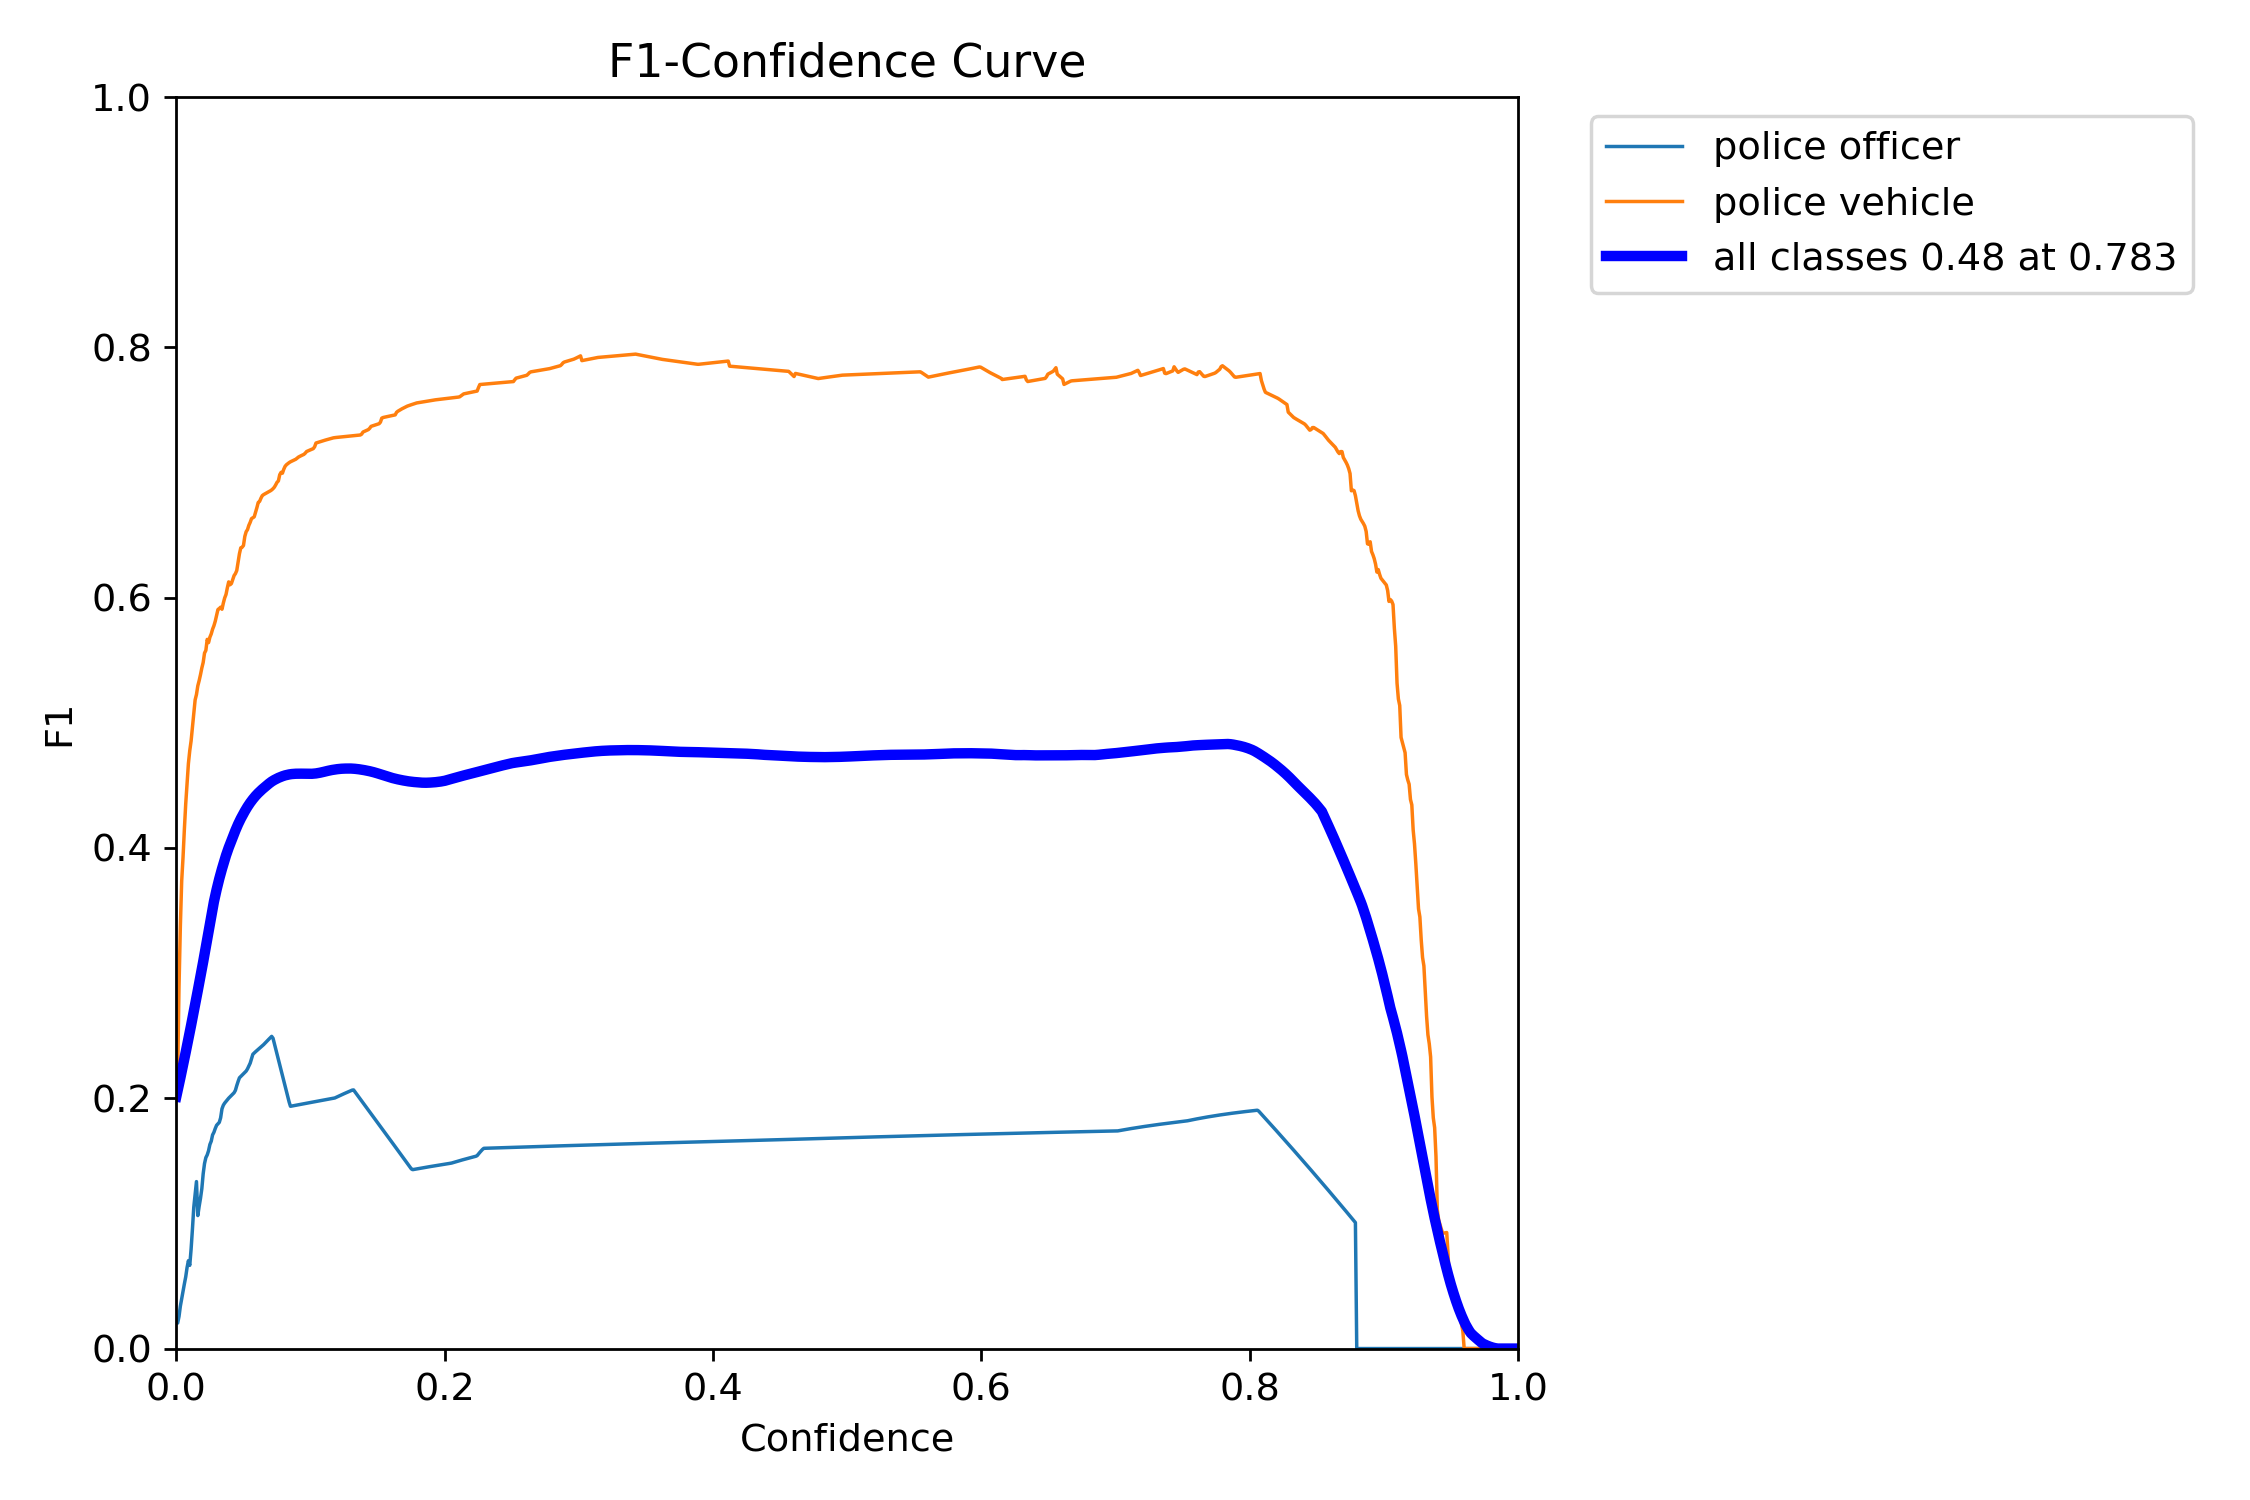 F1-Confidence Curve
1.0
0.8
0.6
0.4
0.2
0.0
F1
0.0 0.2 0.4 0.6 0.8 1.0
Confidence
police officer
police vehicle
all classes 0.48 at 0.783